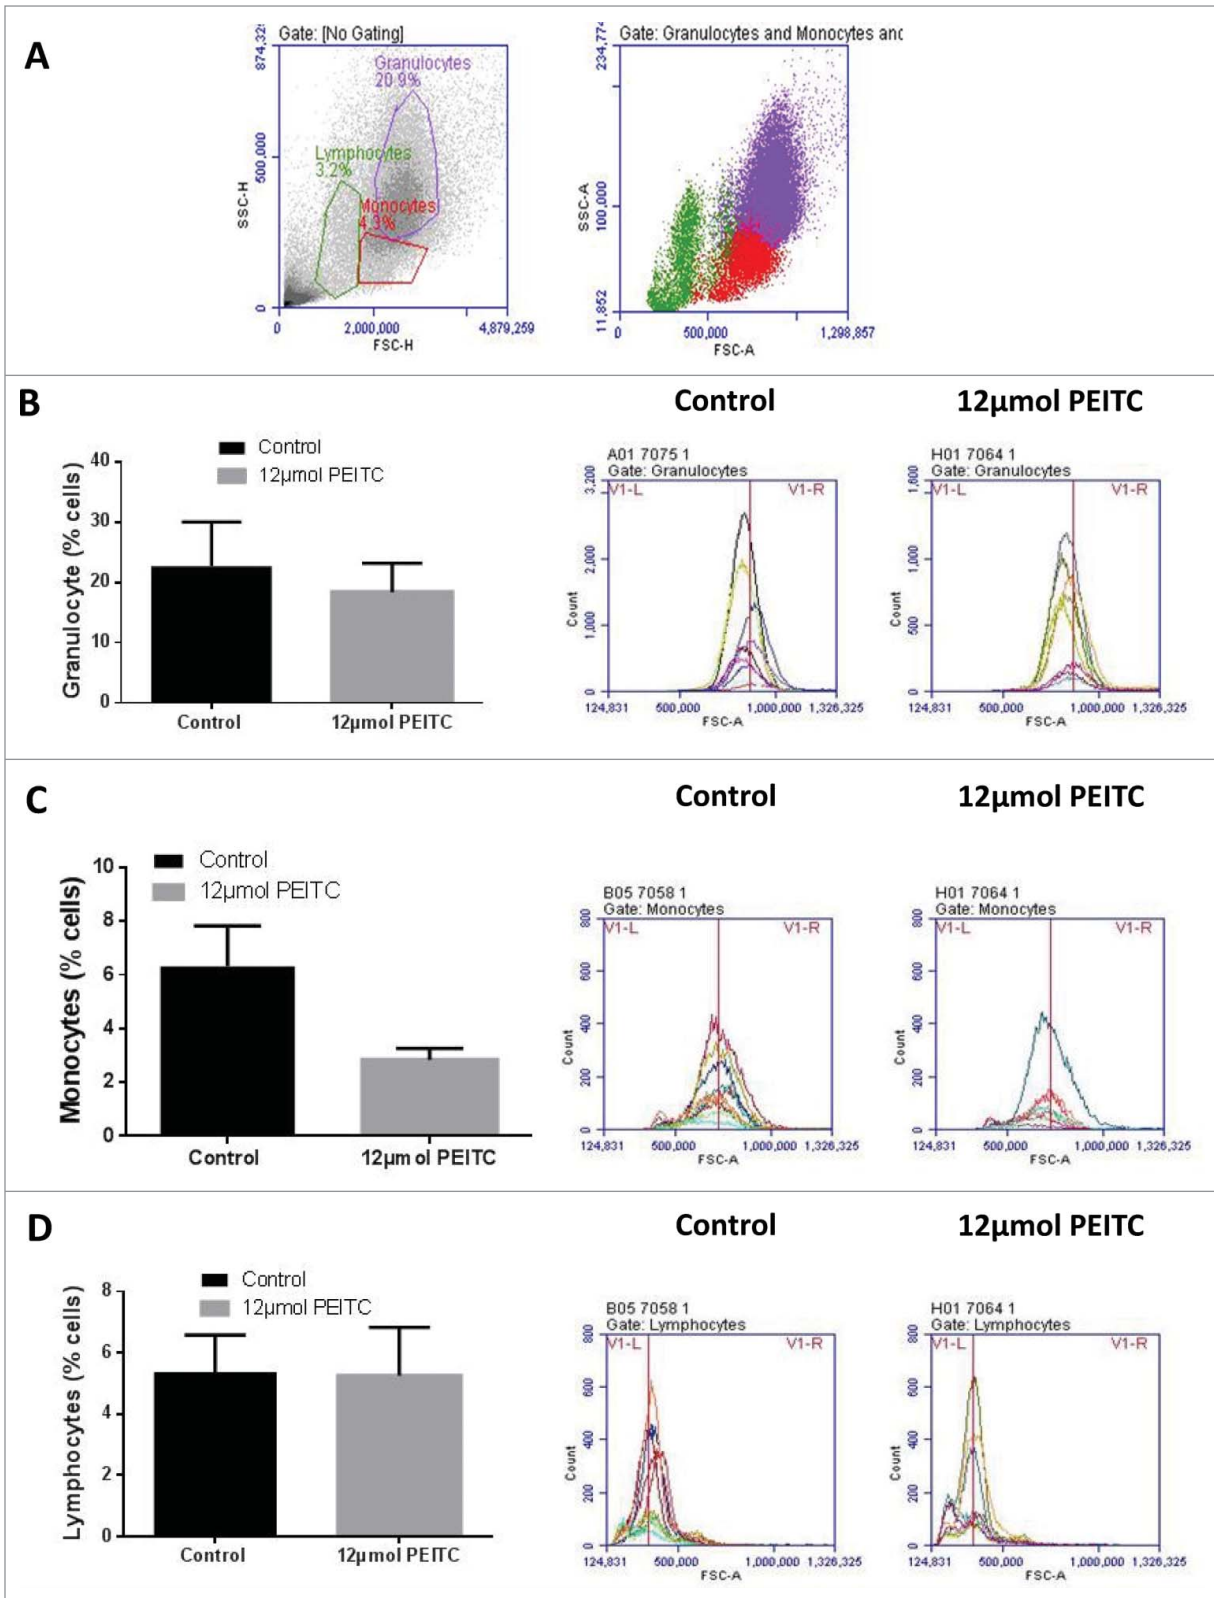 A
Gate: [No Gating]
874,32
500,000
0
SSC-H
Granulocytes
20.9%
Lymphocytes
3.2%
Monocytes
4.3%
0
2,000,000
4,879,259
FSC-H
Gate: Granulocytes and Monocytes and
234,774
100,000
11,852
SSC-A
0
500,000
1,298,857
FSC-A
B
Control
12µmol PEITC
40
30
20
10
0
Granulocyte (% cells)
Control
12µmol PEITC
Control
A01 7075 1
Gate: Granulocytes
V1-L
V1-R
3,200
2,000
1,000
0
Count
124,831
500,000
1,000,000
1,326,325
FSC-A
12µmol PEITC
H01 7064 1
Gate: Granulocytes
V1-L
V1-R
1,600
1,000
500
0
Count
124,831
500,000
1,000,000
1,326,325
FSC-A
C
Control
12µmol PEITC
10
8
6
4
2
0
Monocytes (% cells)
Control
12µmol PEITC
Control
B05 7058 1
Gate: Monocytes
V1-L
V1-R
800
600
400
200
0
Count
124,831
500,000
1,000,000
1,326,325
FSC-A
12µmol PEITC
H01 7064 1
Gate: Monocytes
V1-L
V1-R
800
600
400
200
0
Count
124,831
500,000
1,000,000
1,326,325
FSC-A
D
Control
12µmol PEITC
8
6
4
2
0
Lymphocytes (% cells)
Control
12µmol PEITC
Control
B05 7058 1
Gate: Lymphocytes
V1-L
V1-R
800
600
400
200
0
Count
124,831
500,000
1,000,000
1,326,325
FSC-A
12µmol PEITC
H01 7064 1
Gate: Lymphocytes
V1-L
V1-R
800
600
400
200
0
Count
124,831
500,000
1,000,000
1,326,325
FSC-A